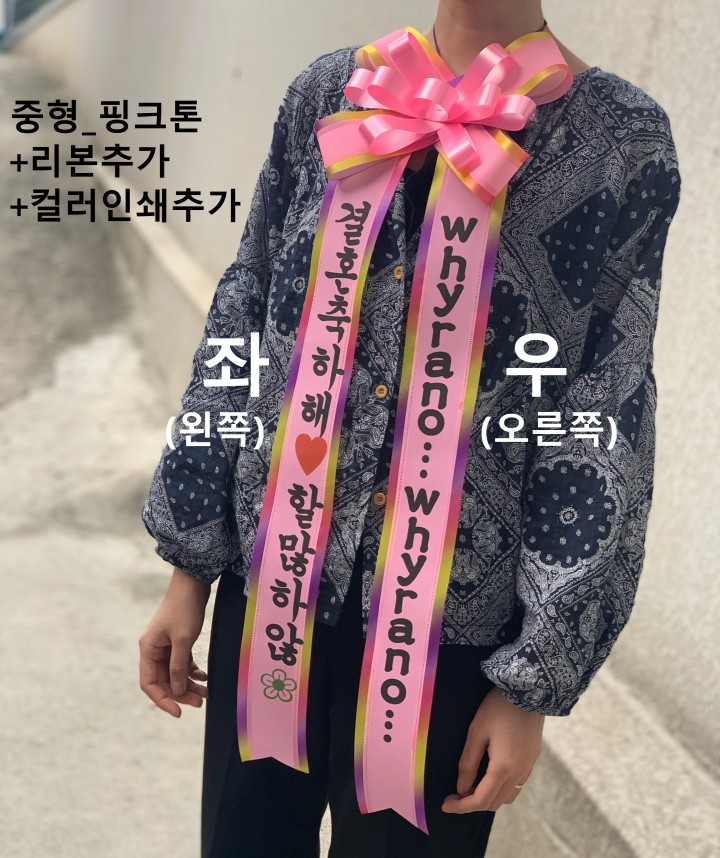 중형_핑크톤
+리본추가
+컬러인쇄추가
좌
(왼쪽)
우
(오른쪽)
결혼축하해♥할많하않
whyrano...whyrano...